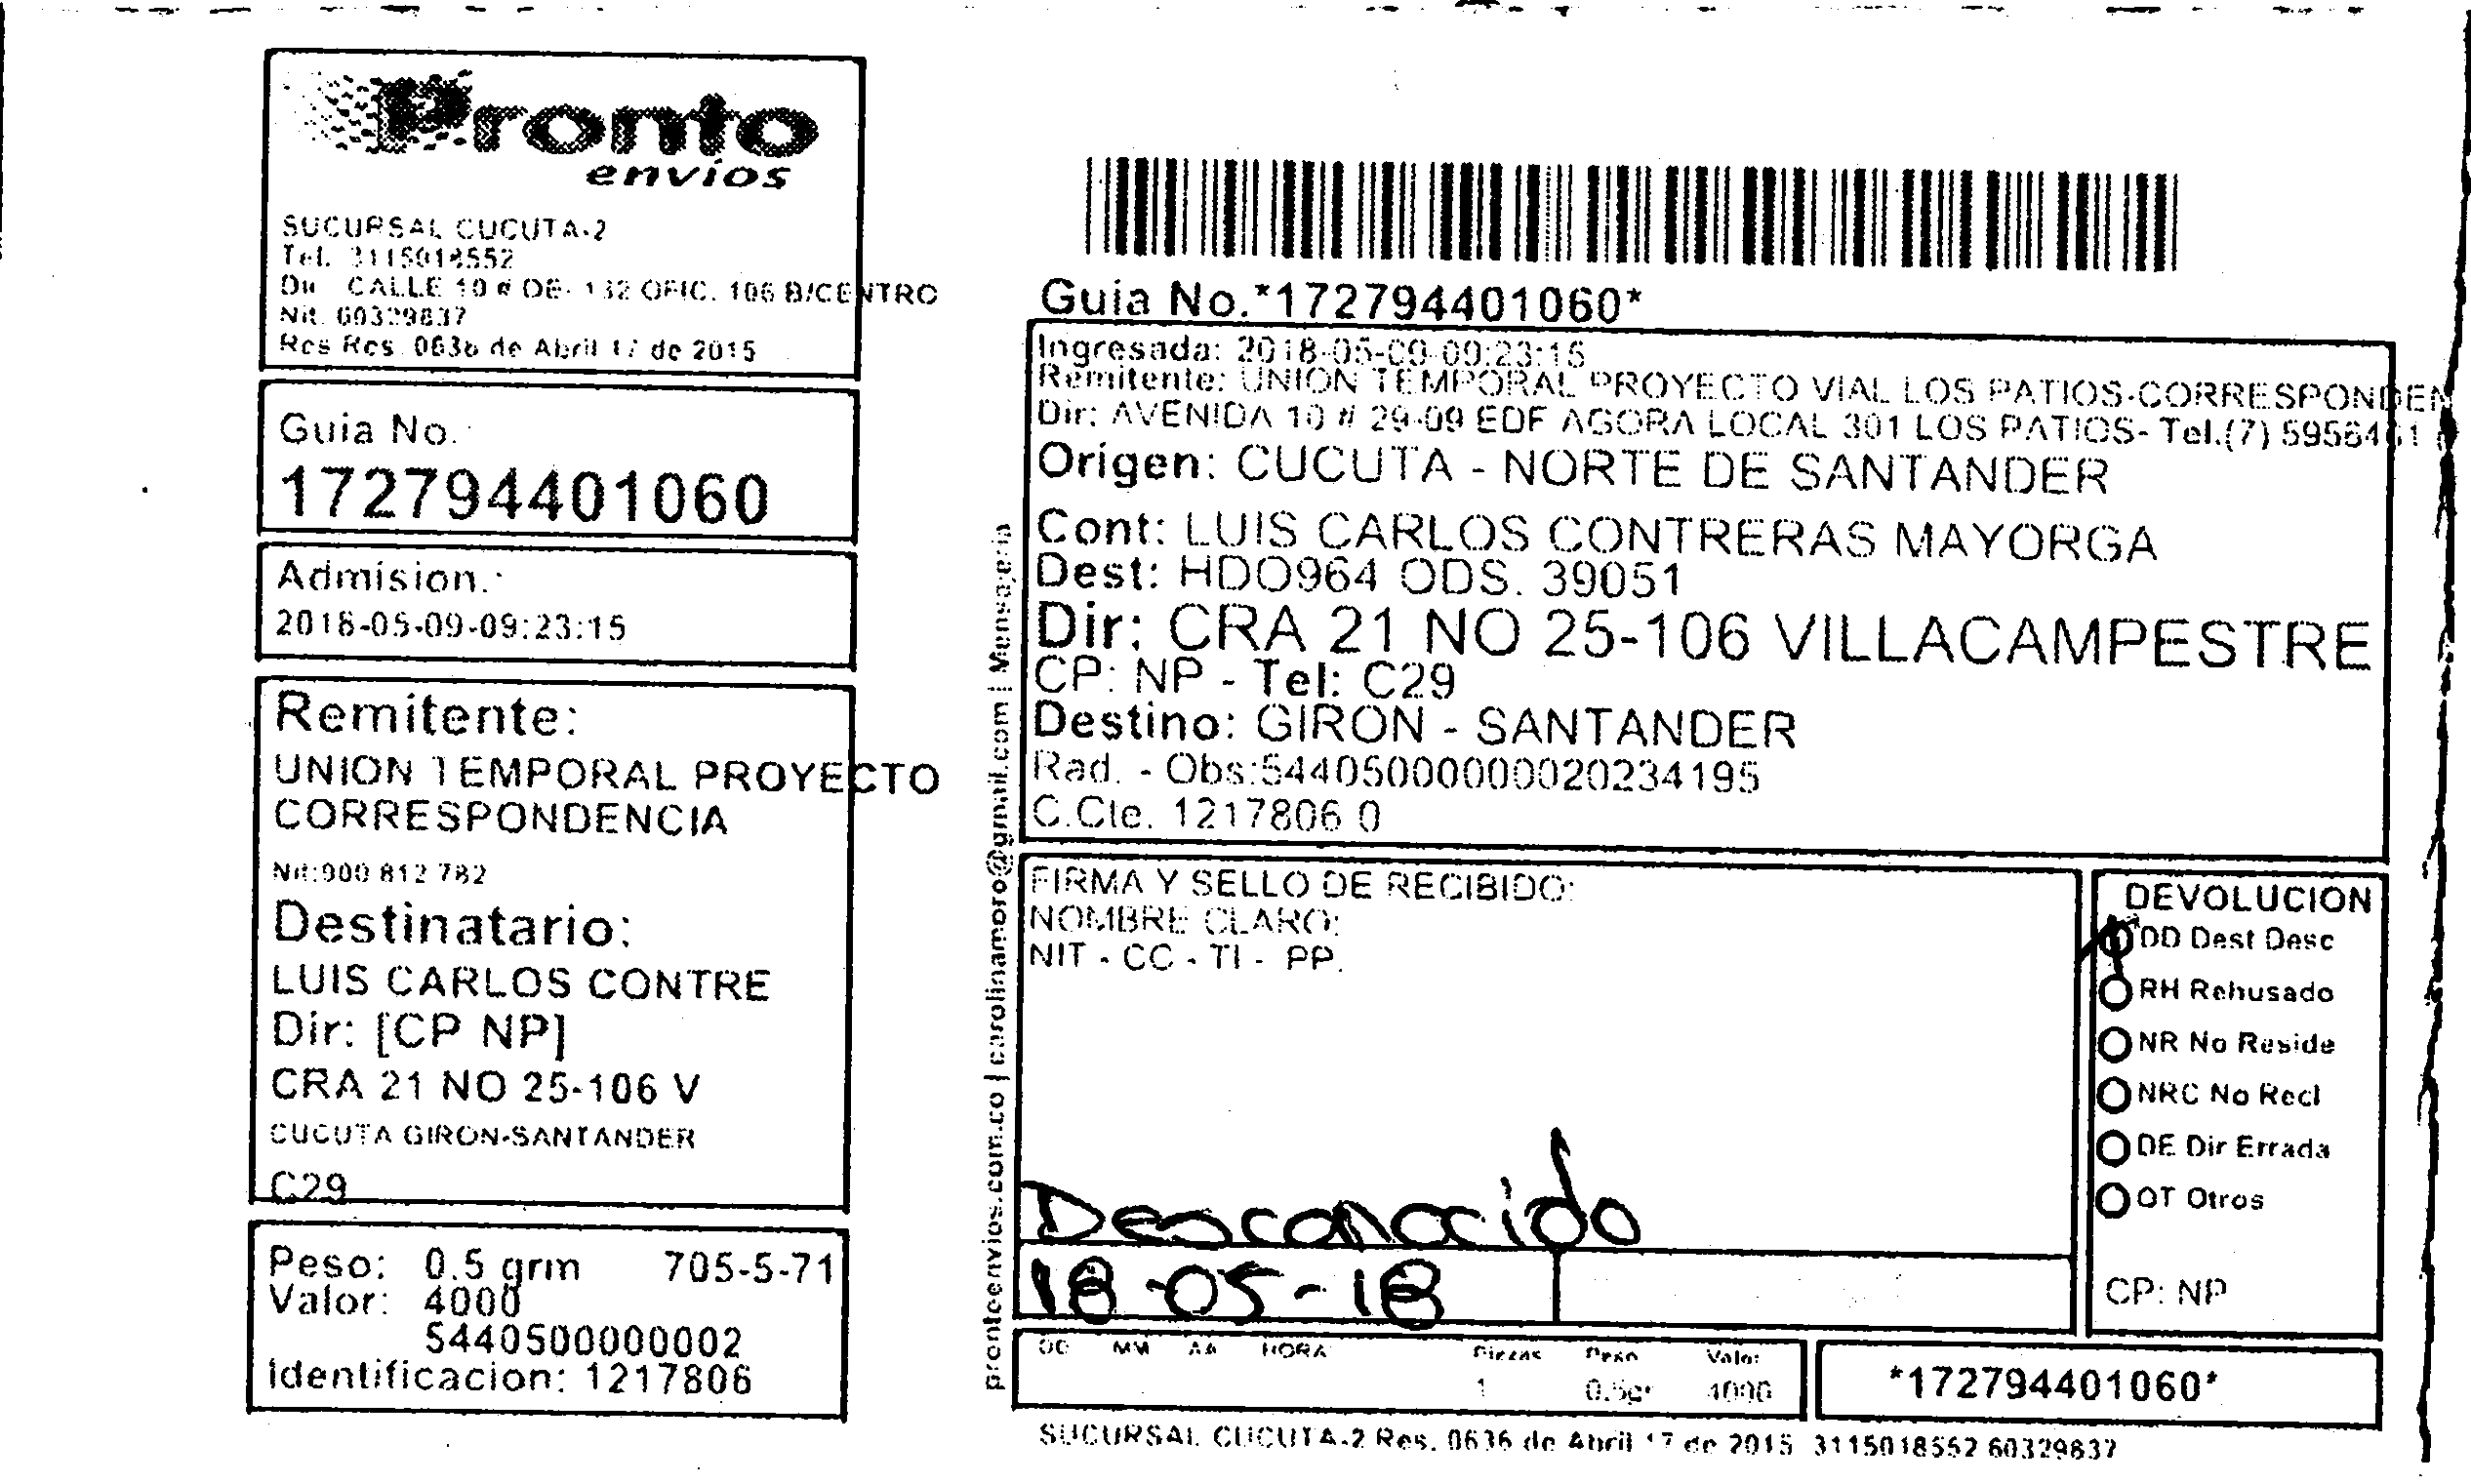 Pronto
envíos
SUCURSAL CUCUTA-2
Tel. 3115018552
Dir CALLE 10 # OE- 132 OFIC. 106 B/CENTRO
Nit. 60329837
Res Res. 0636 de Abril 17 de 2015
Guia No.
172794401060
Admision.
2018-05-09-09:23:15
Remitente:
UNION TEMPORAL PROYECTO
CORRESPONDENCIA
Nit:900 812 782
Destinatario:
LUIS CARLOS CONTRE
Dir: [CP NP]
CRA 21 NO 25-106 V
CUCUTA GIRON-SANTANDER
C29
Peso: 0.5 grm 705-5-71
Valor: 4000
5440500000002
Identificacion: 1217806
prontoenvios.com.co | carolinamoro@gmail.com | Mensajeria
Guia No.*172794401060*
Ingresada: 2018-05-09-09:23:15
Remitente: UNION TEMPORAL PROYECTO VIAL LOS PATIOS-CORRESPONDEN
Dir: AVENIDA 10 # 29-09 EDF AGORA LOCAL 301 LOS PATIOS- Tel.(7) 5956461
Origen: CUCUTA - NORTE DE SANTANDER
Cont: LUIS CARLOS CONTRERAS MAYORGA
Dest: HDO964 ODS. 39051
Dir: CRA 21 NO 25-106 VILLACAMPESTRE
CP: NP - Tel: C29
Destino: GIRON - SANTANDER
Rad. - Obs:544050000000020234195
C.Cte. 1217806 0
FIRMA Y SELLO DE RECIBIDO:
NOMBRE CLARO:
NIT - CC - TI - PP.
Desconocido
18-05-18
DEVOLUCION
DD Dest Desc
RH Rehusado
NR No Reside
NRC No Recl
DE Dir Errada
OT Otros
CP: NP
DD MM AA HORA Piezas Peso Valor
1 0.5gr 4000
*172794401060*
SUCURSAL CUCUTA-2 Res. 0636 de Abril 17 de 2015 3115018552 60329837